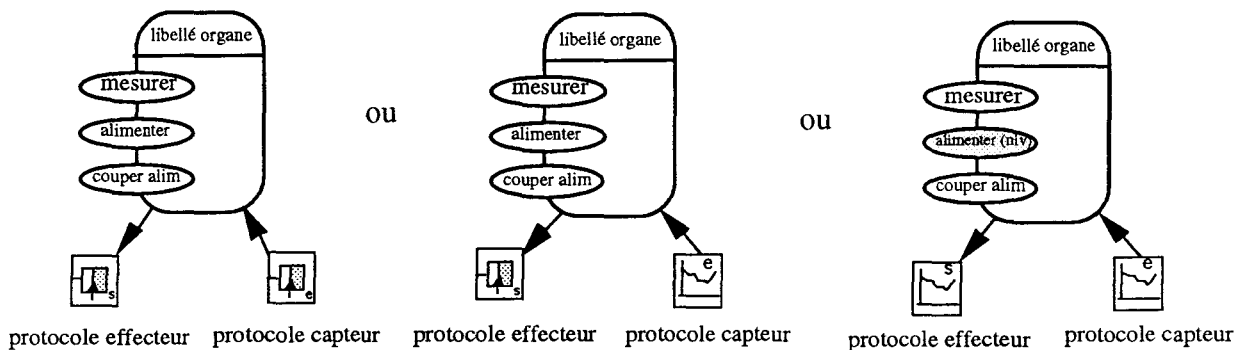 libellé organe
mesurer
alimenter
couper alim
s
e
protocole effecteur
protocole capteur
ou
libellé organe
mesurer
alimenter
couper alim
s
e
protocole effecteur
protocole capteur
ou
libellé organe
mesurer
alimenter (niv)
couper alim
s
e
protocole effecteur
protocole capteur